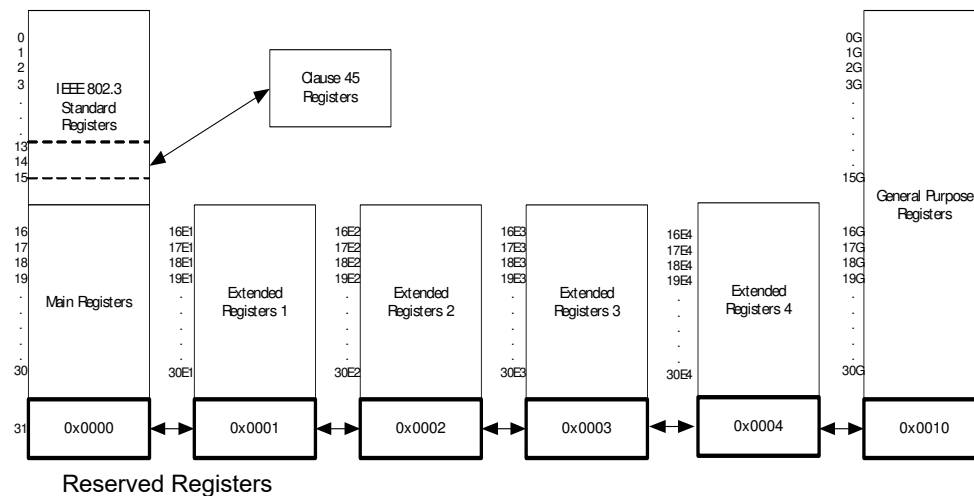 0
1
2
3
.
.
.
13
14
15
IEEE 802.3
Standard
Registers
Clause 45
Registers
0G
1G
2G
3G
.
.
.
.
.
15G
General Purpose
Registers
16
17
18
19
.
.
.
.
.
30
Main Registers
16E1
17E1
18E1
19E1
.
.
.
.
.
30E1
Extended
Registers 1
16E2
17E2
18E2
19E2
.
.
.
.
.
30E2
Extended
Registers 2
16E3
17E3
18E3
19E3
.
.
.
.
.
30E3
Extended
Registers 3
16E4
17E4
18E4
19E4
.
.
.
.
.
30E4
Extended
Registers 4
16G
17G
18G
19G
.
.
.
.
.
30G
31
0x0000
0x0001
0x0002
0x0003
0x0004
0x0010
Reserved Registers